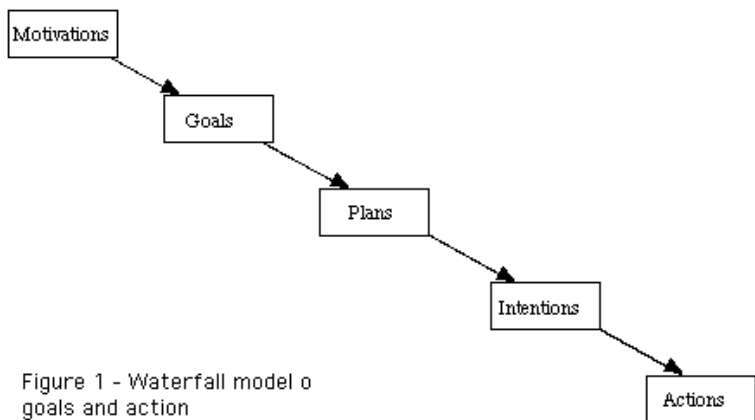 Motivations
Goals
Plans
Intentions
Actions
Figure 1 - Waterfall model o
goals and action